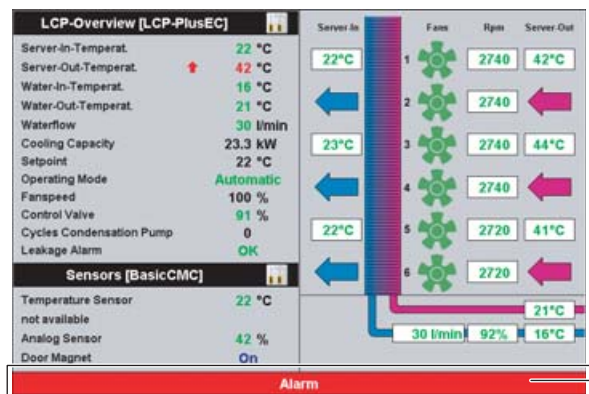 LCP-Overview [LCP-PlusEC]
Server-In-Temperat. 22 °C
Server-Out-Temperat. 42 °C
Water-In-Temperat. 16 °C
Water-Out-Temperat. 21 °C
Waterflow 30 l/min
Cooling Capacity 23.3 kW
Setpoint 22 °C
Operating Mode Automatic
Fanspeed 100 %
Control Valve 91 %
Cycles Condensation Pump 0
Leakage Alarm OK
Sensors [BasicCMC]
Temperature Sensor 22 °C
not available
Analog Sensor 42 %
Door Magnet On
Server-In Fans Rpm Server-Out
22°C 1 2740 42°C
2 2740
23°C 3 2740 44°C
4 2740
22°C 5 2720 41°C
6 2720
21°C
30 l/min 92% 16°C
Alarm